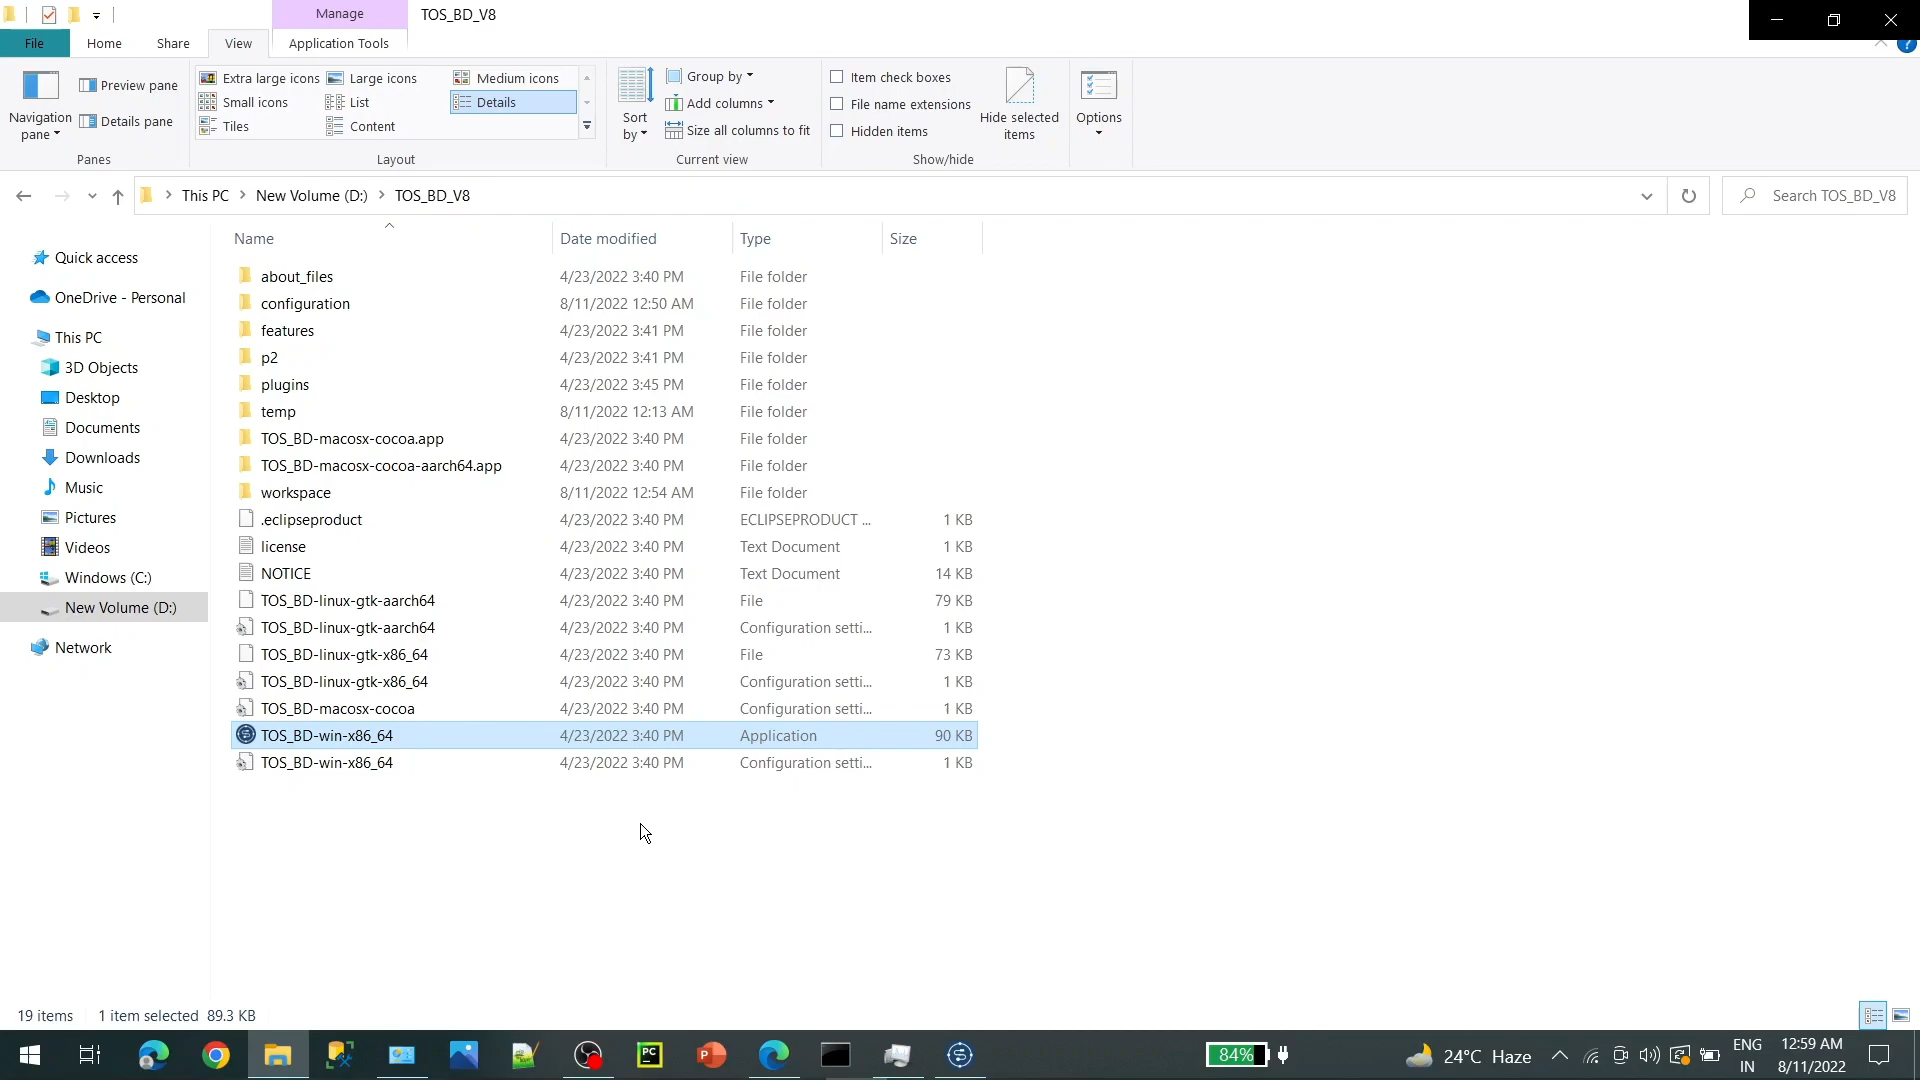 Manage
TOS_BD_V8
File
Home
Share
View
Application Tools
Navigation pane
Preview pane
Details pane
Panes
Extra large icons
Large icons
Medium icons
Small icons
List
Details
Tiles
Content
Layout
Sort by
Group by
Add columns
Size all columns to fit
Current view
Item check boxes
File name extensions
Hidden items
Hide selected items
Show/hide
Options
This PC > New Volume (D:) > TOS_BD_V8
Search TOS_BD_V8
Quick access
OneDrive - Personal
This PC
3D Objects
Desktop
Documents
Downloads
Music
Pictures
Videos
Windows (C:)
New Volume (D:)
Network
Name Date modified Type Size
about_files 4/23/2022 3:40 PM File folder
configuration 8/11/2022 12:50 AM File folder
features 4/23/2022 3:41 PM File folder
p2 4/23/2022 3:41 PM File folder
plugins 4/23/2022 3:45 PM File folder
temp 8/11/2022 12:13 AM File folder
TOS_BD-macosx-cocoa.app 4/23/2022 3:40 PM File folder
TOS_BD-macosx-cocoa-aarch64.app 4/23/2022 3:40 PM File folder
workspace 8/11/2022 12:54 AM File folder
.eclipseproduct 4/23/2022 3:40 PM ECLIPSEPRODUCT ... 1 KB
license 4/23/2022 3:40 PM Text Document 1 KB
NOTICE 4/23/2022 3:40 PM Text Document 14 KB
TOS_BD-linux-gtk-aarch64 4/23/2022 3:40 PM File 79 KB
TOS_BD-linux-gtk-aarch64 4/23/2022 3:40 PM Configuration setti... 1 KB
TOS_BD-linux-gtk-x86_64 4/23/2022 3:40 PM File 73 KB
TOS_BD-linux-gtk-x86_64 4/23/2022 3:40 PM Configuration setti... 1 KB
TOS_BD-macosx-cocoa 4/23/2022 3:40 PM Configuration setti... 1 KB
TOS_BD-win-x86_64 4/23/2022 3:40 PM Application 90 KB
TOS_BD-win-x86_64 4/23/2022 3:40 PM Configuration setti... 1 KB
19 items 1 item selected 89.3 KB
PC
P
84%
24°C Haze
ENG
IN
12:59 AM
8/11/2022